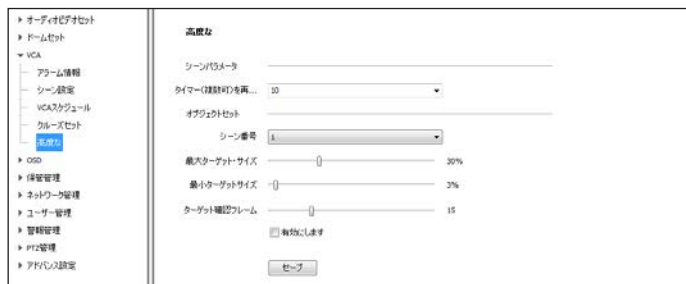 オーディオビデオセット
ドームセット
VCA
アラーム情報
シーン設定
VCAスケジュール
クルーズセット
高度な
OSD
保管管理
ネットワーク管理
ユーザー管理
警報管理
PTZ管理
アドバンス設定
高度な
シーンパラメータ
タイマー(複数可)を再... 10
オブジェクトセット
シーン番号 1
最大ターゲット・サイズ 30%
最小ターゲットサイズ 3%
ターゲット確認フレーム 15
有効にします
セーブ